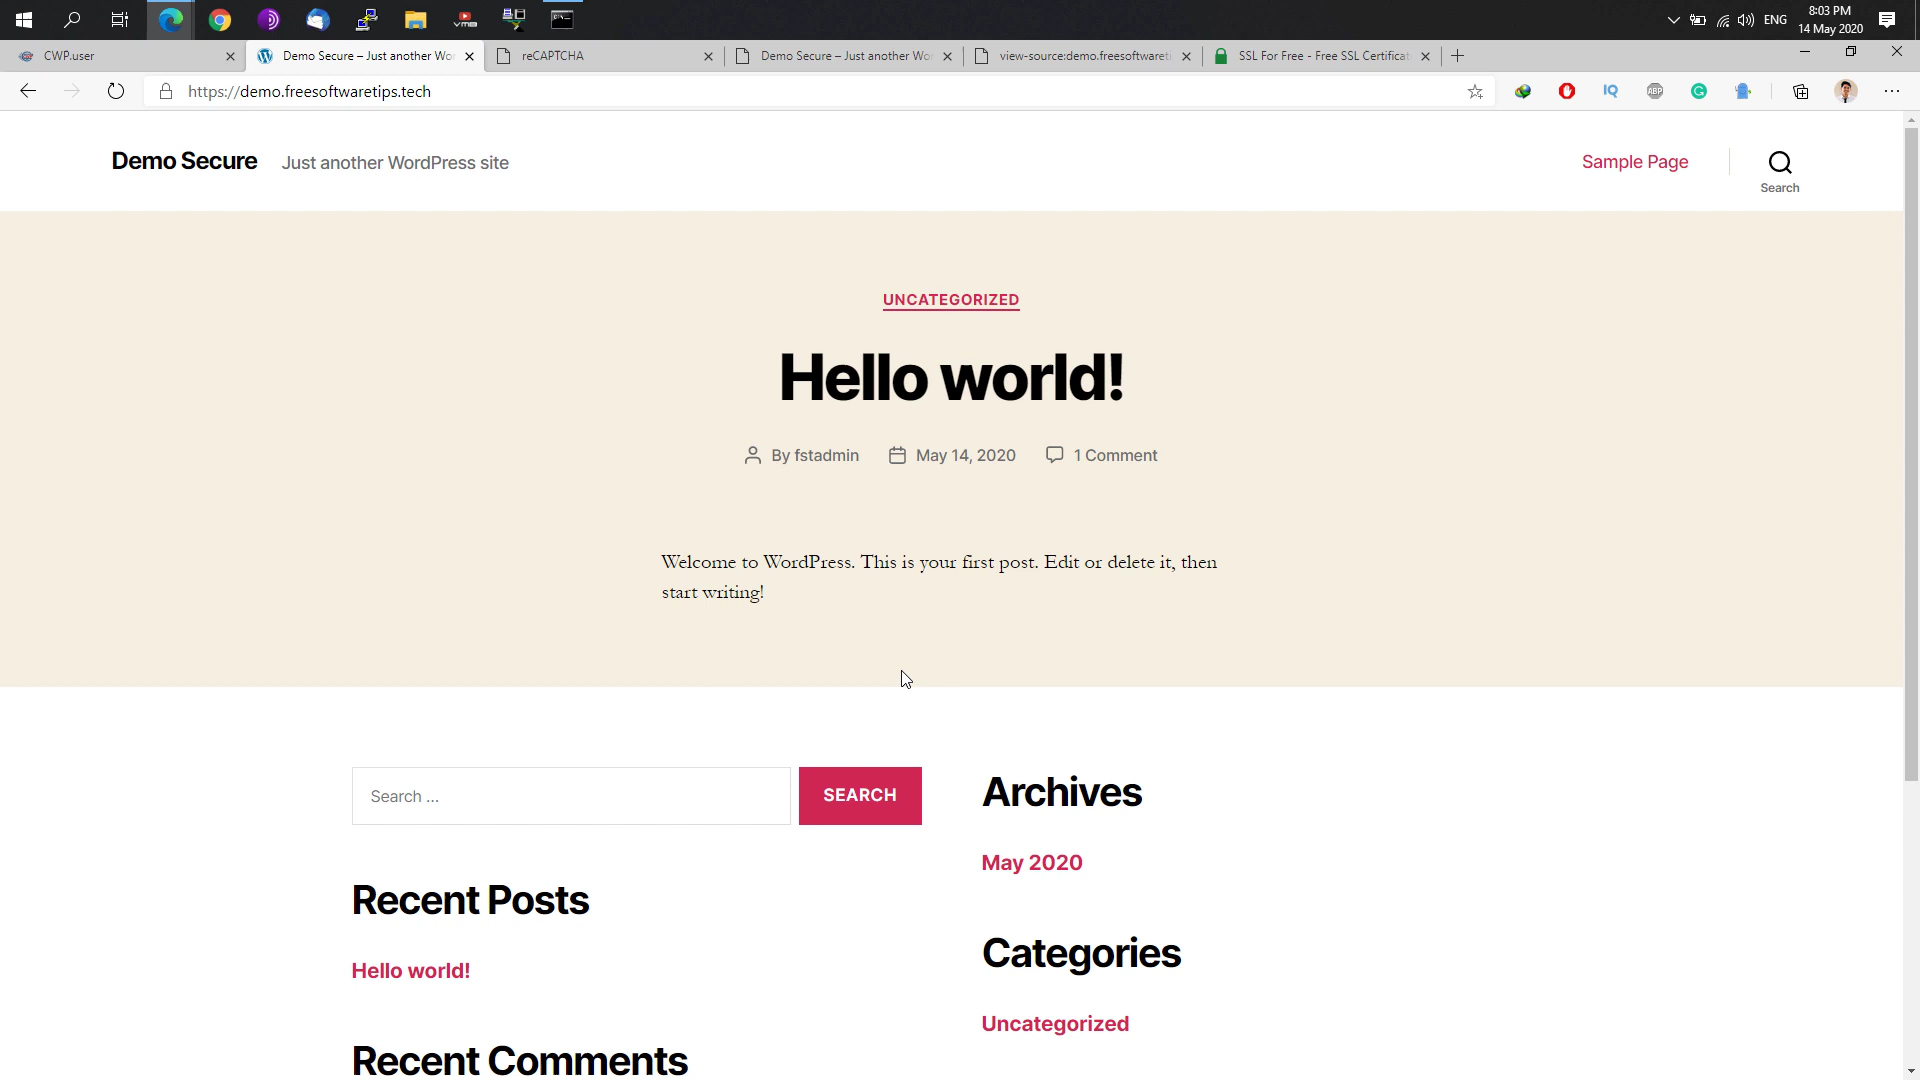 ENG
8:03 PM
14 May 2020
CWP.user
Demo Secure – Just another Wor
reCAPTCHA
Demo Secure – Just another Wor
view-source:demo.freesoftwareti
SSL For Free - Free SSL Certificat
https://demo.freesoftwaretips.tech
IQ
ABP
Demo Secure
Just another WordPress site
Sample Page
Search
UNCATEGORIZED
Hello world!
By fstadmin
May 14, 2020
1 Comment
Welcome to WordPress. This is your first post. Edit or delete it, then
start writing!
Search ...
SEARCH
Archives
May 2020
Recent Posts
Categories
Hello world!
Uncategorized
Recent Comments